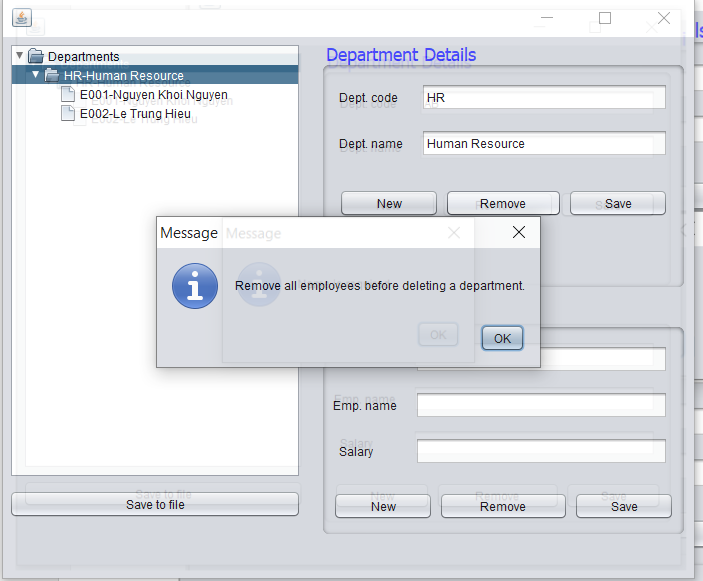 Departments
HR-Human Resource
E001-Nguyen Khoi Nguyen
E002-Le Trung Hieu
Save to file
Department Details
Dept. code
HR
Dept. name
Human Resource
New
Remove
Save
Message
Message
Remove all employees before deleting a department.
OK
OK
Emp. name
Salary
New
Remove
Save